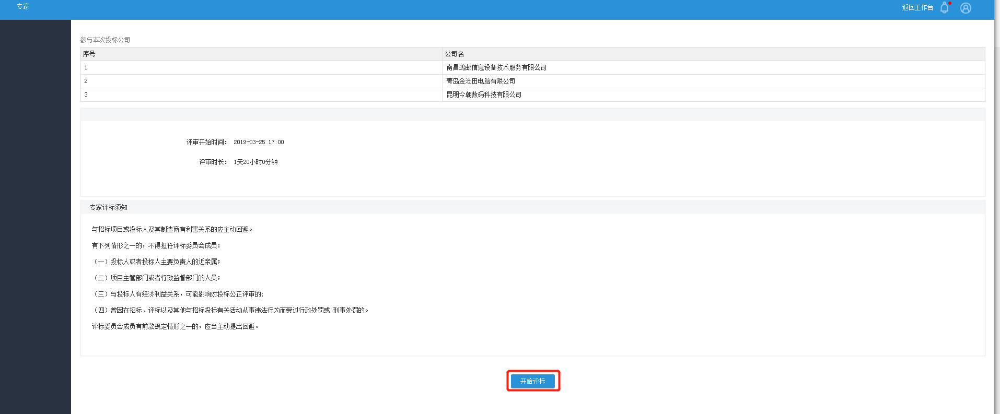 专家
返回工作台
参与本次投标公司
序号 公司名
1 南昌鸿邮信息设备技术服务有限公司
2 青岛金沧田电脑有限公司
3 昆明今朝数码科技有限公司
评审开始时间： 2019-03-25 17:00
评审时长： 1天20小时0分钟
专家评标须知
与招标项目或投标人及其制造商有利害关系的应主动回避。
有下列情形之一的，不得担任评标委员会成员：
（一）投标人或者投标人主要负责人的近亲属；
（二）项目主管部门或者行政监督部门的人员；
（三）与投标人有经济利益关系，可能影响对投标公正评审的:
（四）曾因在招标、评标以及其他与招标投标有关活动从事违法行为而受过行政处罚或 刑事处罚的。
评标委员会成员有前款规定情形之一的，应当主动提出回避。
开始评标